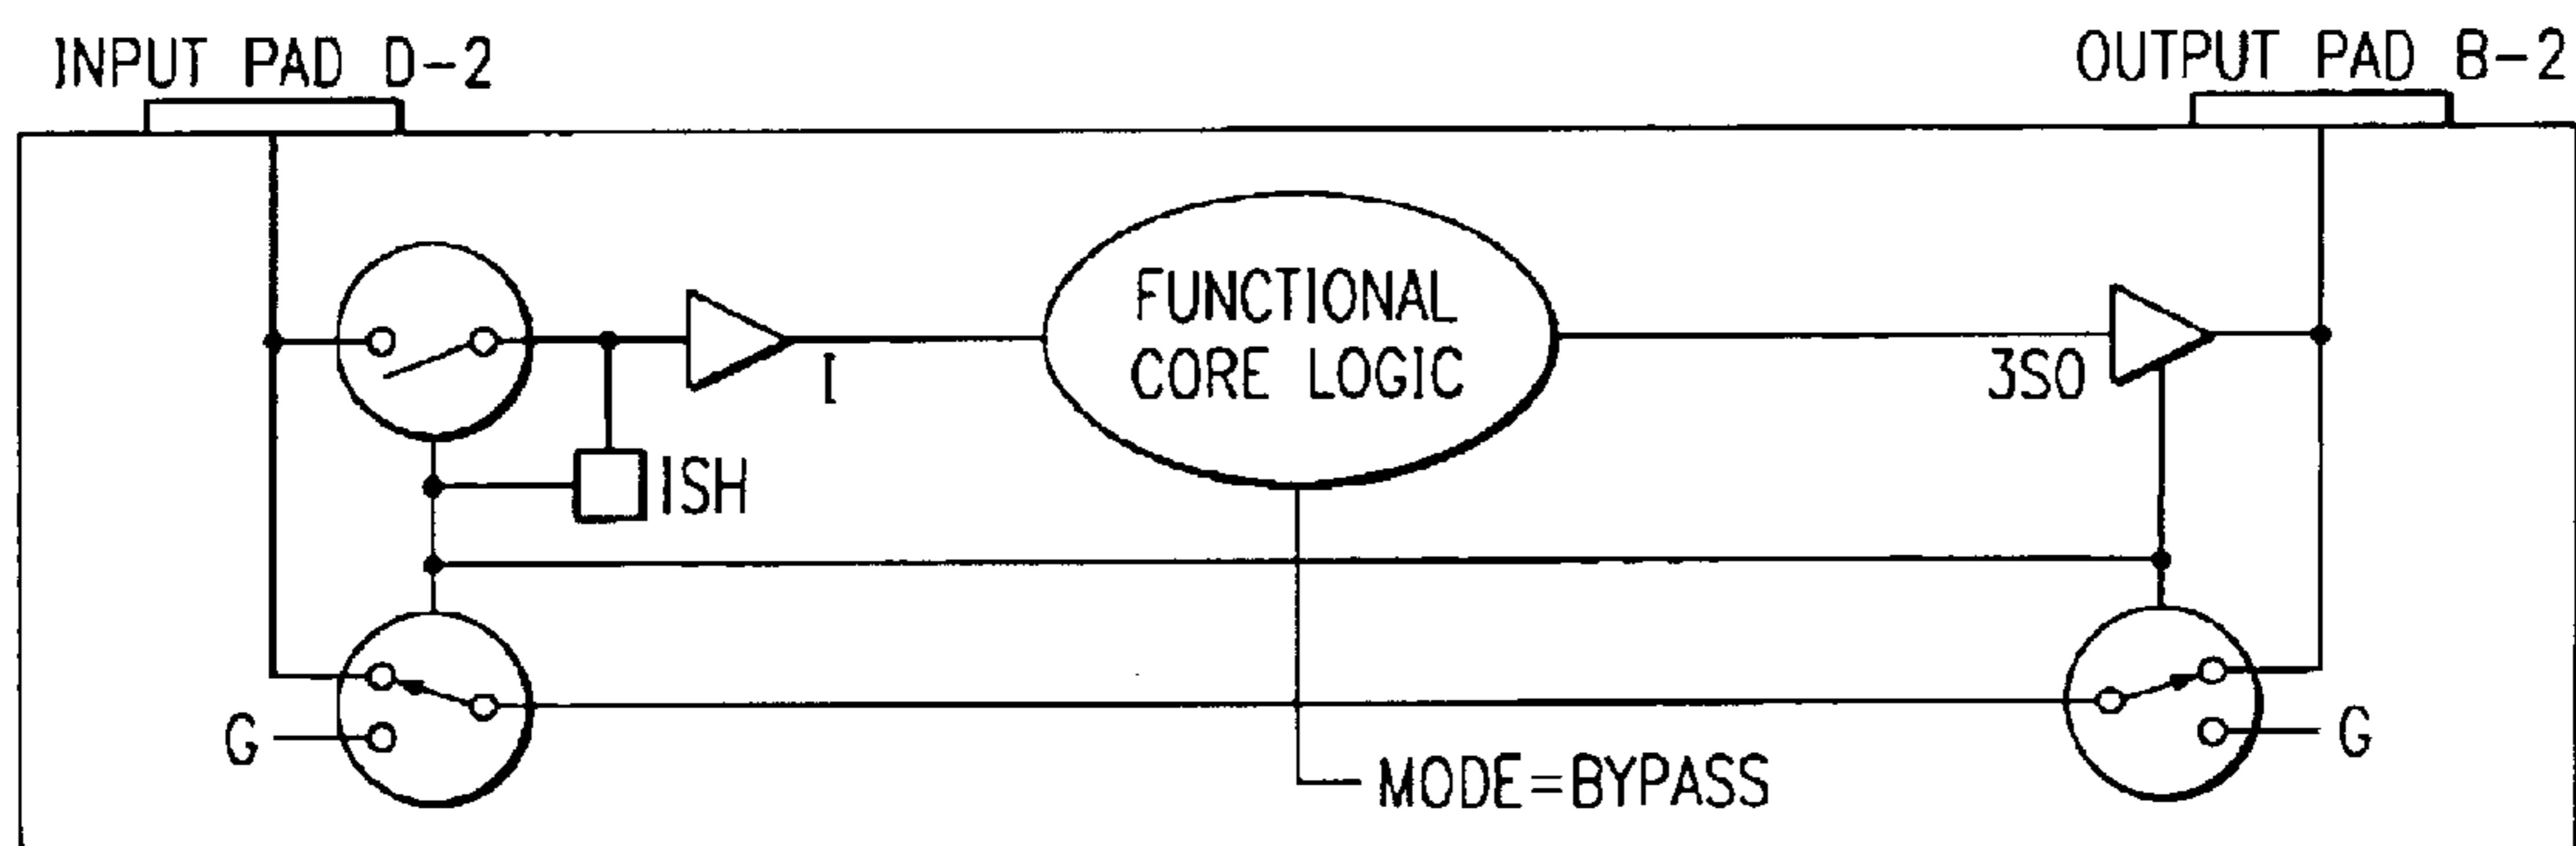 INPUT PAD D-2
OUTPUT PAD B-2
FUNCTIONAL
CORE LOGIC
I
3SO
ISH
G
G
MODE=BYPASS